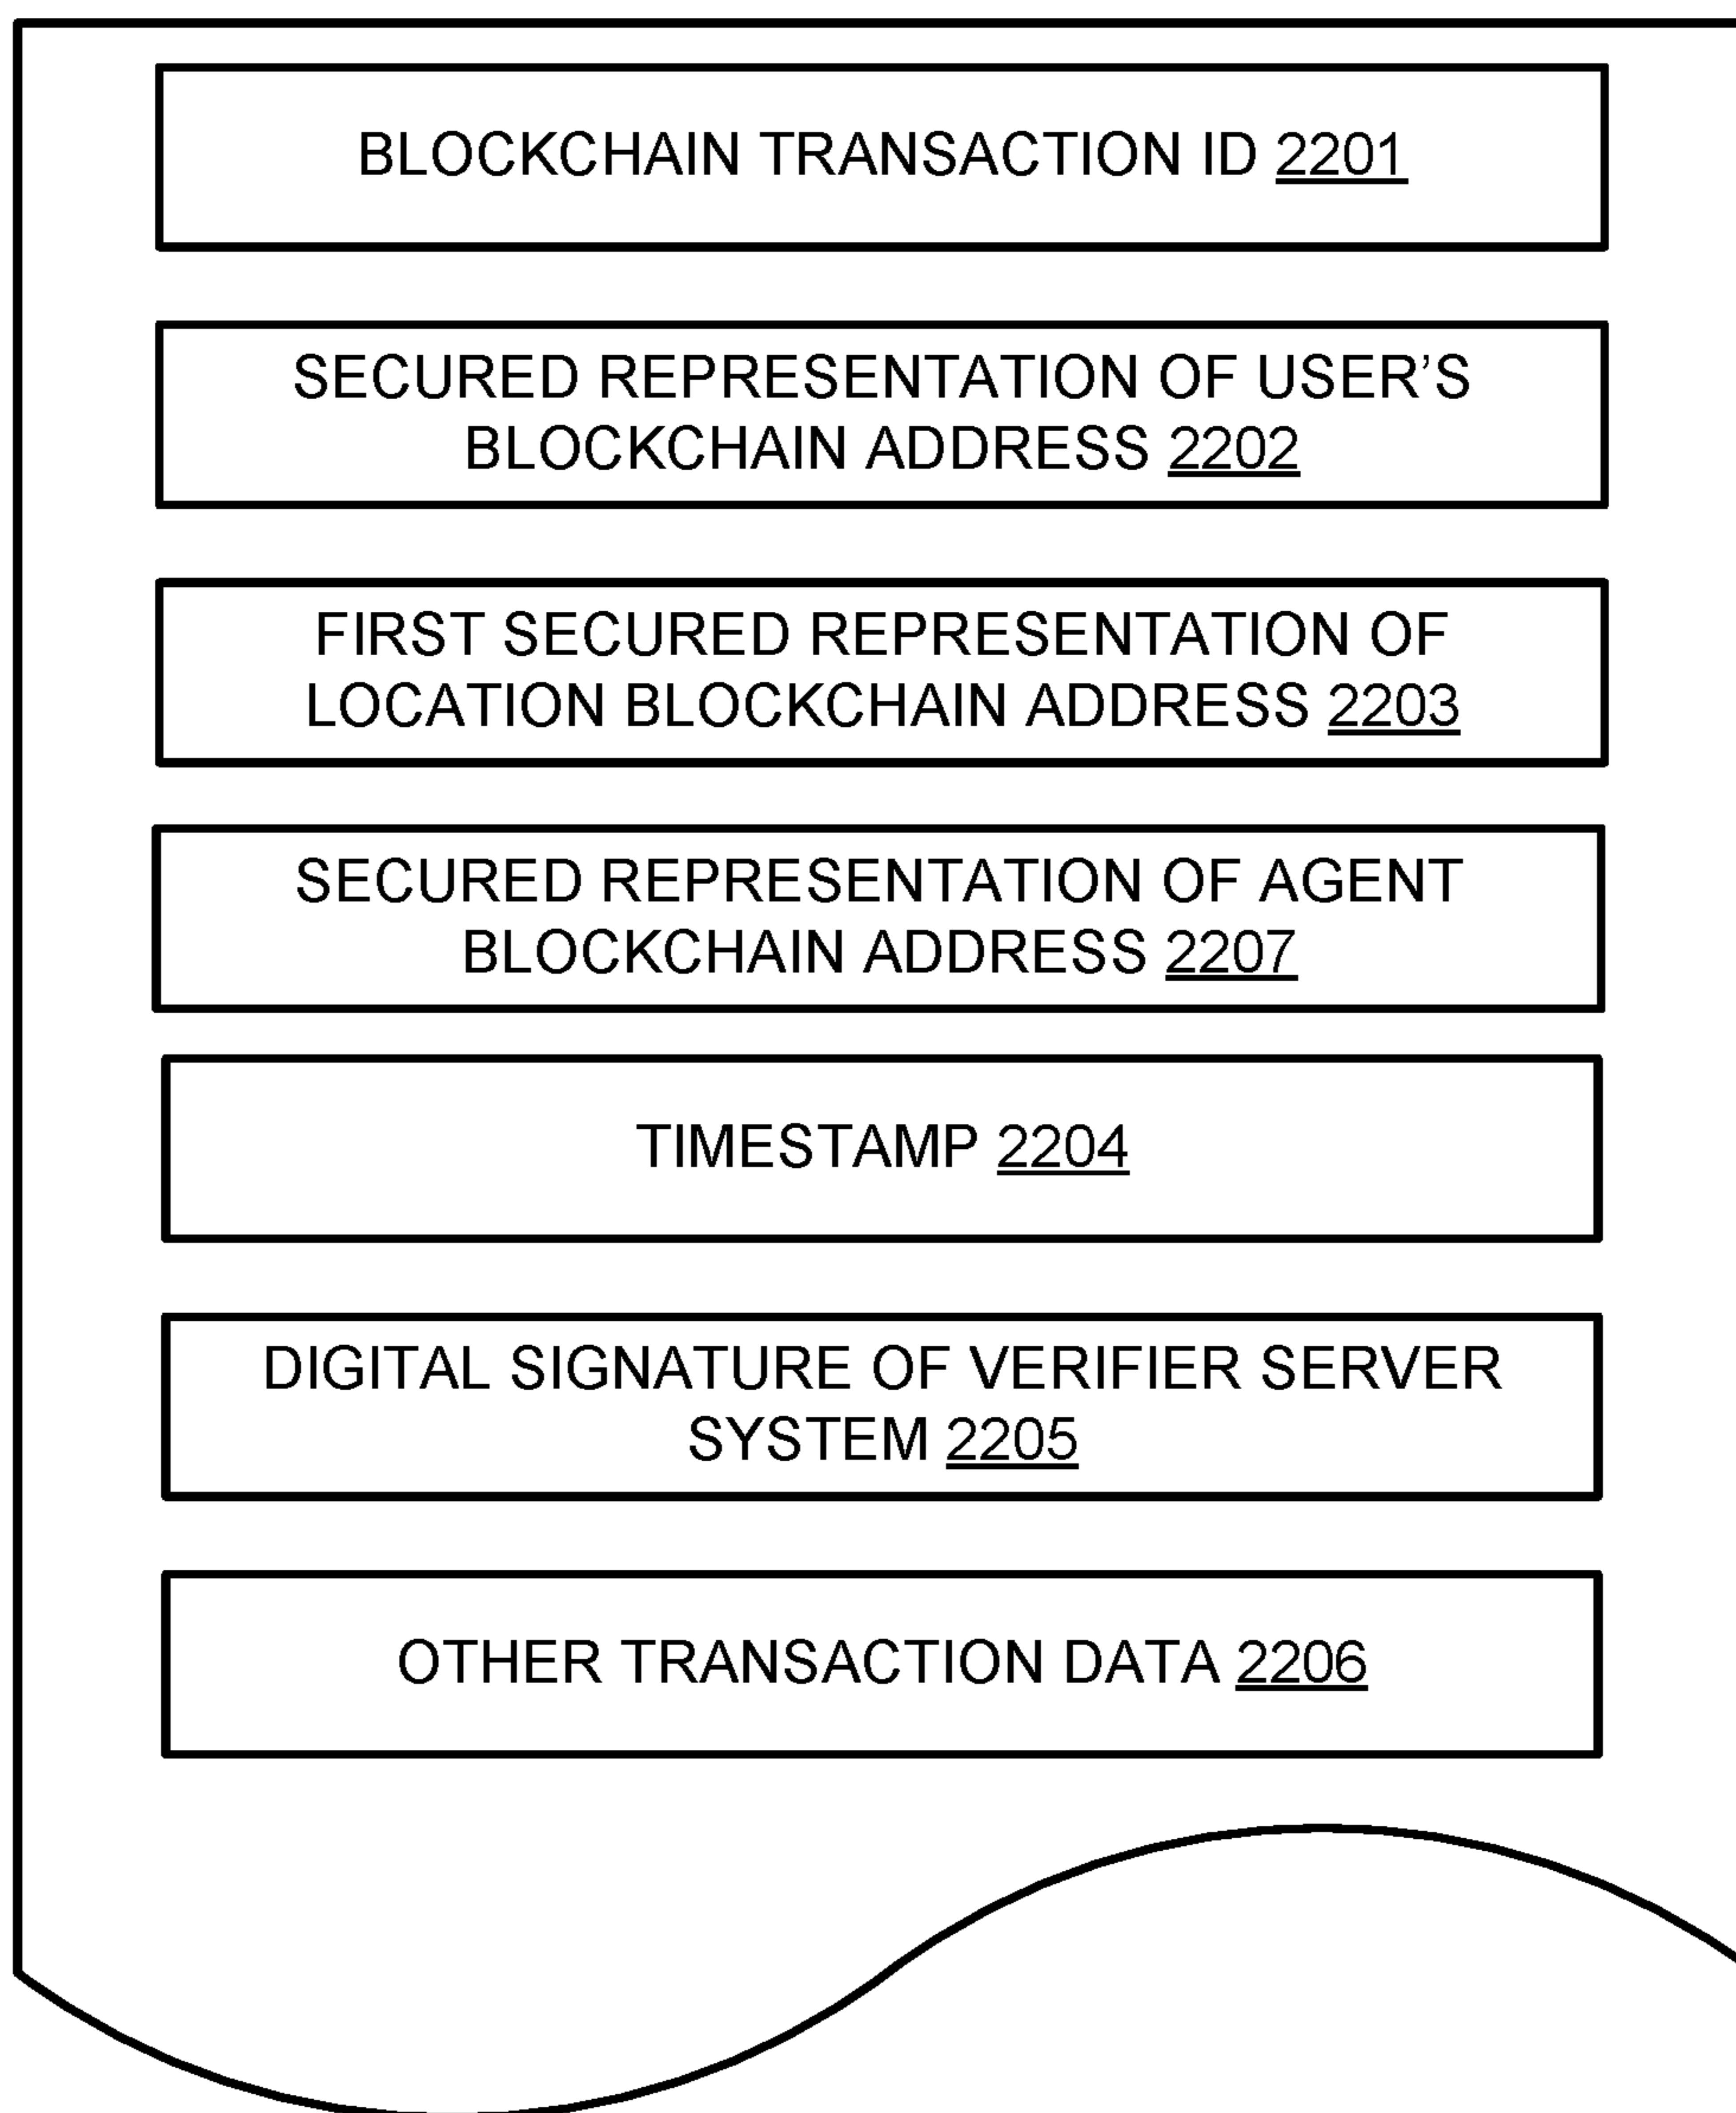 BLOCKCHAIN TRANSACTION ID 2201
SECURED REPRESENTATION OF USER’S
BLOCKCHAIN ADDRESS 2202
FIRST SECURED REPRESENTATION OF
LOCATION BLOCKCHAIN ADDRESS 2203
SECURED REPRESENTATION OF AGENT
BLOCKCHAIN ADDRESS 2207
TIMESTAMP 2204
DIGITAL SIGNATURE OF VERIFIER SERVER
SYSTEM 2205
OTHER TRANSACTION DATA 2206